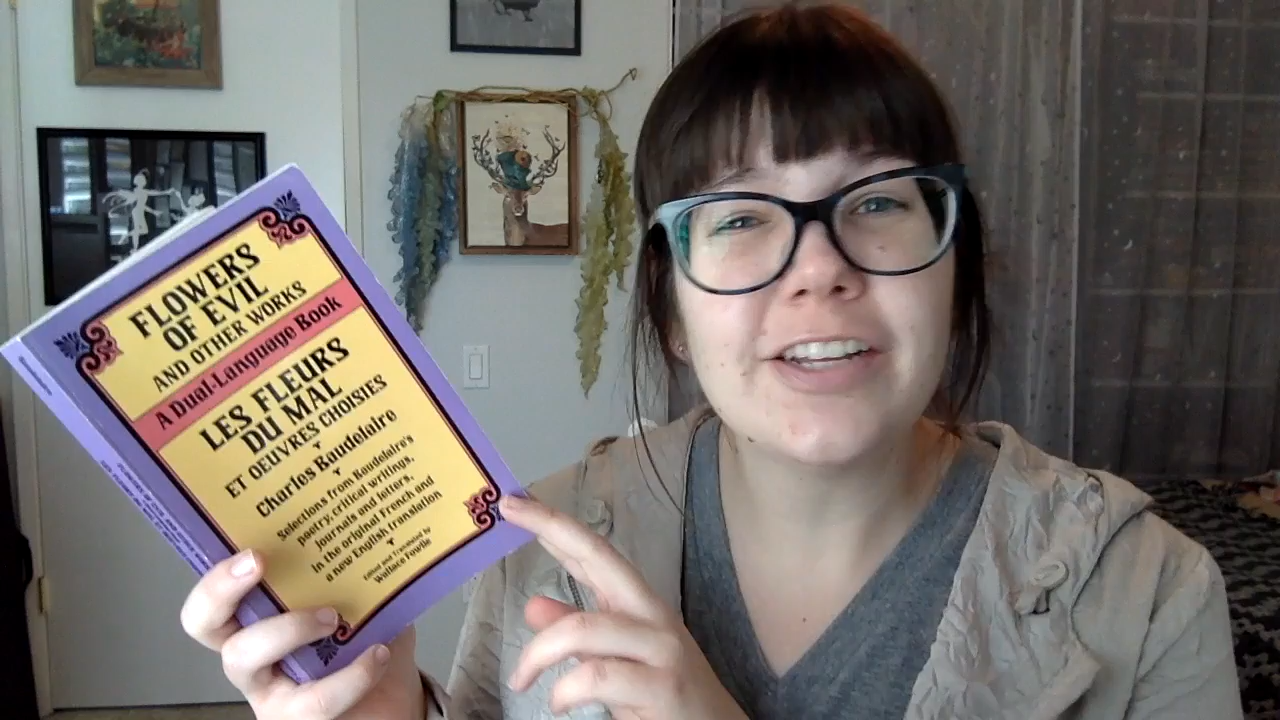 FLOWERS
OF EVIL
AND OTHER WORKS
A Dual-Language Book
LES FLEURS
DU MAL
ET OEUVRES CHOISIES
Charles Baudelaire
Selections from Baudelaire's
poetry, critical writings,
journals and letters,
in the original French and
a new English translation
Edited and Translated by
Wallace Fowlie